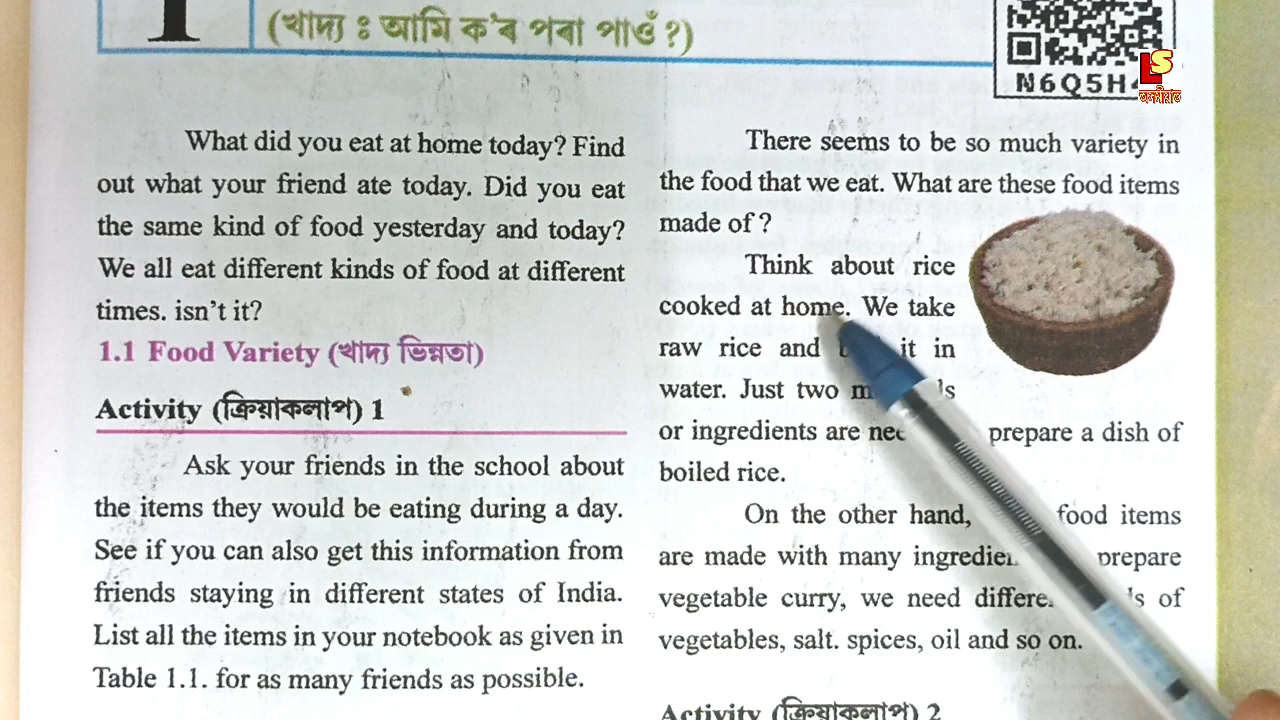 1
(খাদ্য ঃ আমি ক'ৰ পৰা পাওঁ ?)
N6Q5H
LS
What did you eat at home today? Find
out what your friend ate today. Did you eat
the same kind of food yesterday and today?
We all eat different kinds of food at different
times. isn't it?
1.1 Food Variety (খাদ্য ভিন্নতা)
Activity (ক্ৰিয়াকলাপ) 1
Ask your friends in the school about
the items they would be eating during a day.
See if you can also get this information from
friends staying in different states of India.
List all the items in your notebook as given in
Table 1.1. for as many friends as possible.
There seems to be so much variety in
the food that we eat. What are these food items
made of ?
Think about rice
cooked at home. We take
raw rice and it in
water. Just two
or ingredients are prepare a dish of
boiled rice.
On the other hand, food items
are made with many prepare
vegetable curry, we need of
vegetables, salt. spices, oil and so on.
Activity (ক্ৰিয়াকলাপ) 2